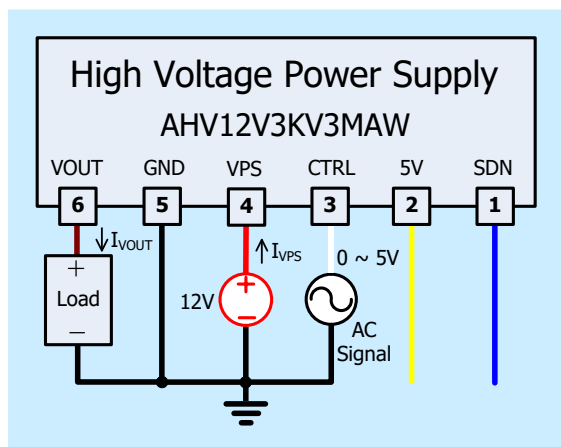 High Voltage Power Supply
AHV12V3KV3MAW
VOUT GND VPS CTRL 5V SDN
6 5 4 3 2 1
IVOUT IVPS 0 ~ 5V
+ +
Load 12V
− − AC
Signal